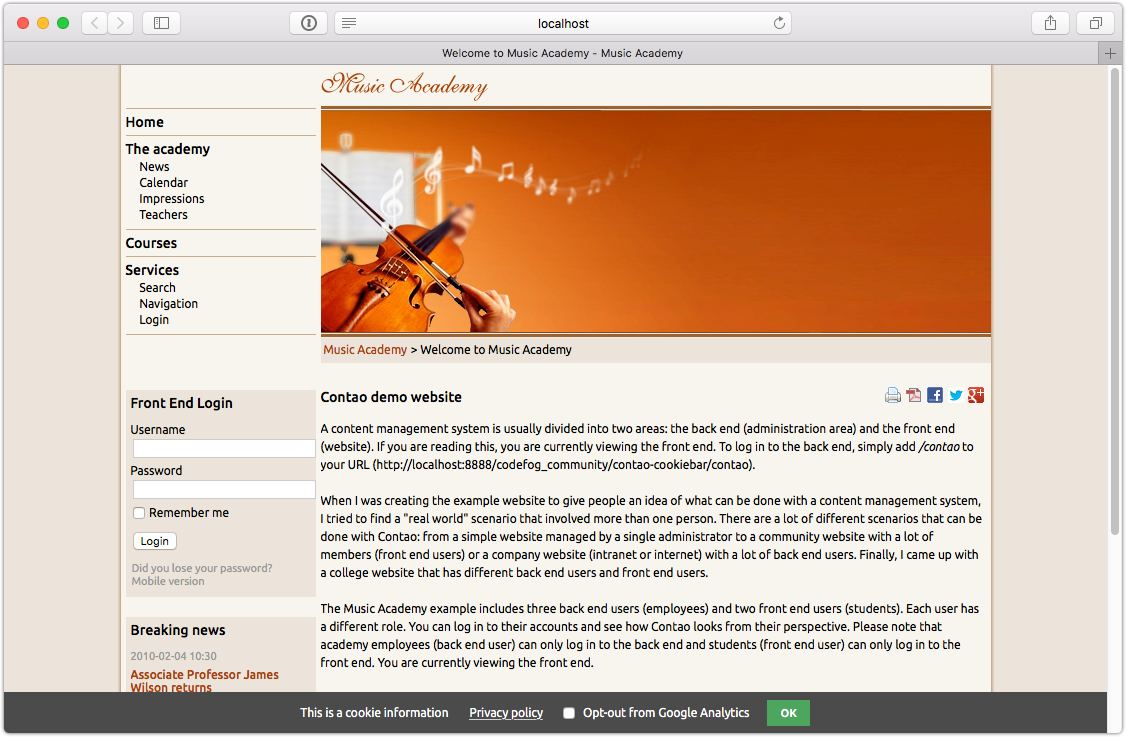 localhost
Welcome to Music Academy - Music Academy
Music Academy
Home
The academy
News
Calendar
Impressions
Teachers
Courses
Services
Search
Navigation
Login
Music Academy > Welcome to Music Academy
Front End Login
Username
Password
Remember me
Login
Did you lose your password?
Mobile version
Breaking news
2010-02-04 10:30
Associate Professor James
Wilson returns
Contao demo website
A content management system is usually divided into two areas: the back end (administration area) and the front end
(website). If you are reading this, you are currently viewing the front end. To log in to the back end, simply add /contao to
your URL (http://localhost:8888/codefog_community/contao-cookiebar/contao).
When I was creating the example website to give people an idea of what can be done with a content management system,
I tried to find a "real world" scenario that involved more than one person. There are a lot of different scenarios that can be
done with Contao: from a simple website managed by a single administrator to a community website with a lot of
members (front end users) or a company website (intranet or internet) with a lot of back end users. Finally, I came up with
a college website that has different back end users and front end users.
The Music Academy example includes three back end users (employees) and two front end users (students). Each user has
a different role. You can log in to their accounts and see how Contao looks from their perspective. Please note that
academy employees (back end user) can only log in to the back end and students (front end user) can only log in to the
front end. You are currently viewing the front end.
This is a cookie information Privacy policy Opt-out from Google Analytics OK